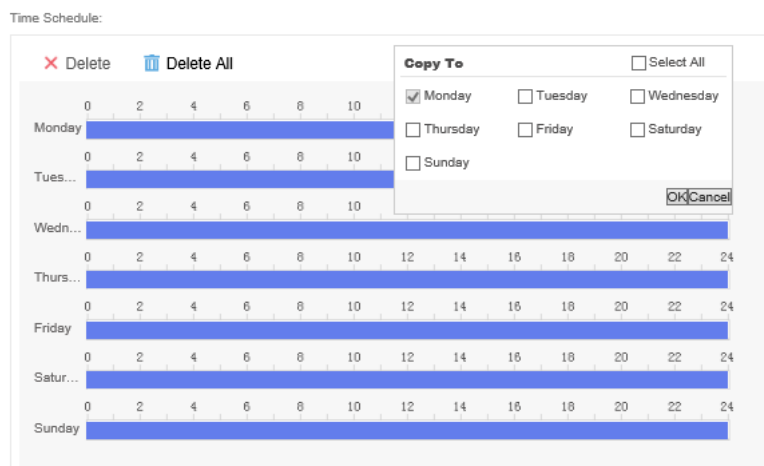 Time Schedule:
Delete Delete All
Copy To Select All
Monday Tuesday Wednesday
Thursday Friday Saturday
Sunday
OK Cancel
0 2 4 6 8 10
Monday
0 2 4 6 8 10
Tues...
0 2 4 6 8 10
Wedn...
0 2 4 6 8 10 12 14 16 18 20 22 24
Thurs...
0 2 4 6 8 10 12 14 16 18 20 22 24
Friday
0 2 4 6 8 10 12 14 16 18 20 22 24
Satur...
0 2 4 6 8 10 12 14 16 18 20 22 24
Sunday